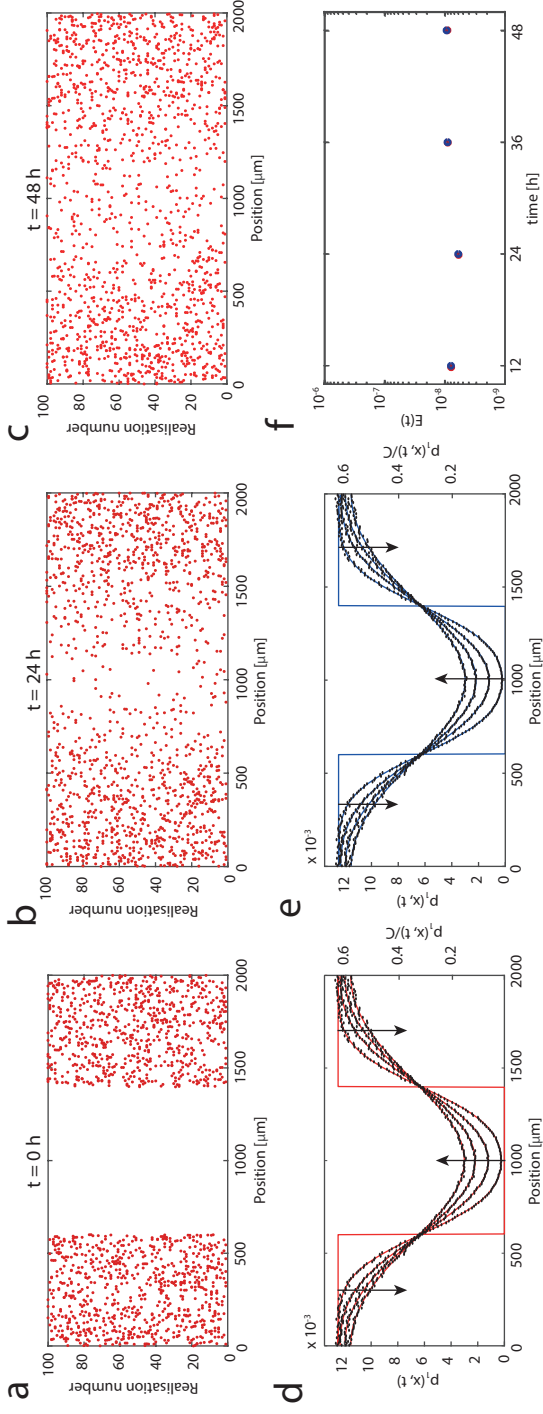 a
t = 0 h
Realisation number
100
80
60
40
20
0
0
500
1000
1500
2000
Position [μm]
b
t = 24 h
Realisation number
100
80
60
40
20
0
0
500
1000
1500
2000
Position [μm]
c
t = 48 h
Realisation number
100
80
60
40
20
0
0
500
1000
1500
2000
Position [μm]
d
x 10⁻³
p₁(x, t)
12
10
8
6
4
2
0
0
500
1000
1500
2000
Position [μm]
0.6
0.4
0.2
p₁(x, t)/C
e
x 10⁻³
p₁(x, t)
12
10
8
6
4
2
0
0
500
1000
1500
2000
Position [μm]
0.6
0.4
0.2
p₁(x, t)/C
f
E(t)
10⁻⁶
10⁻⁷
10⁻⁸
10⁻⁹
12
24
36
48
time [h]